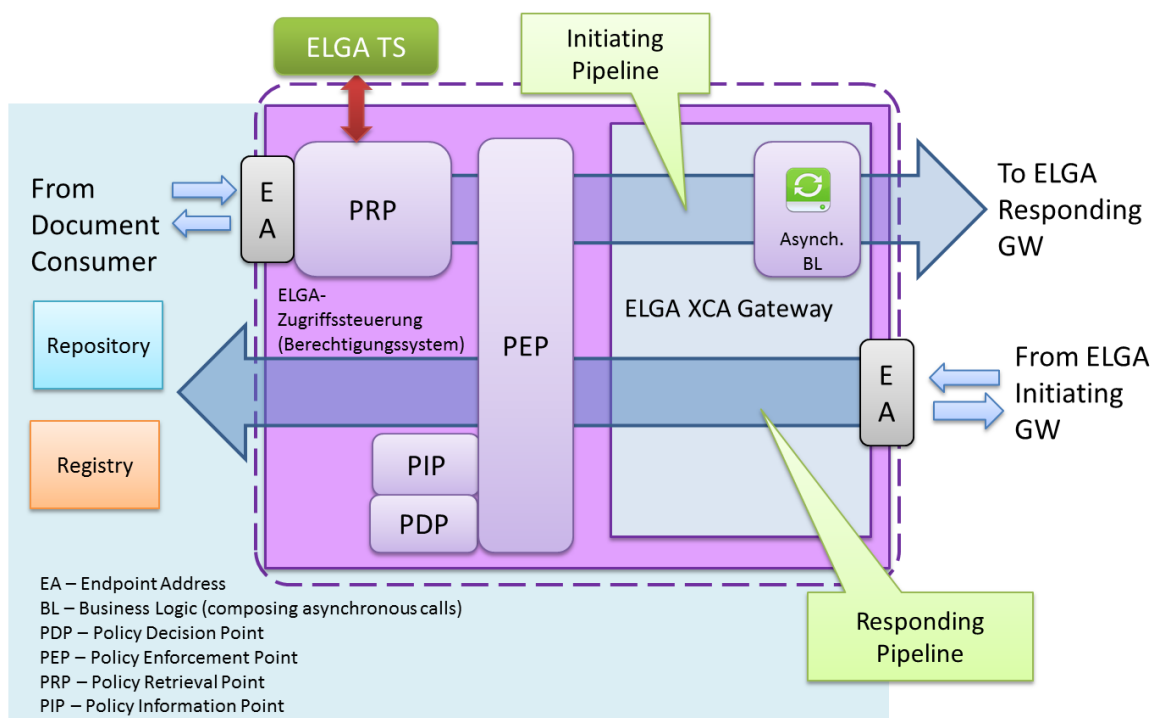 ELGA TS
Initiating
Pipeline
From
Document
Consumer
E
A
PRP
Asynch.
BL
To ELGA
Responding
GW
ELGA-
Zugriffssteuerung
(Berechtigungssystem)
PEP
ELGA XCA Gateway
Repository
Registry
E
A
From ELGA
Initiating
GW
PIP
PDP
Responding
Pipeline
EA – Endpoint Address
BL – Business Logic (composing asynchronous calls)
PDP – Policy Decision Point
PEP – Policy Enforcement Point
PRP – Policy Retrieval Point
PIP – Policy Information Point